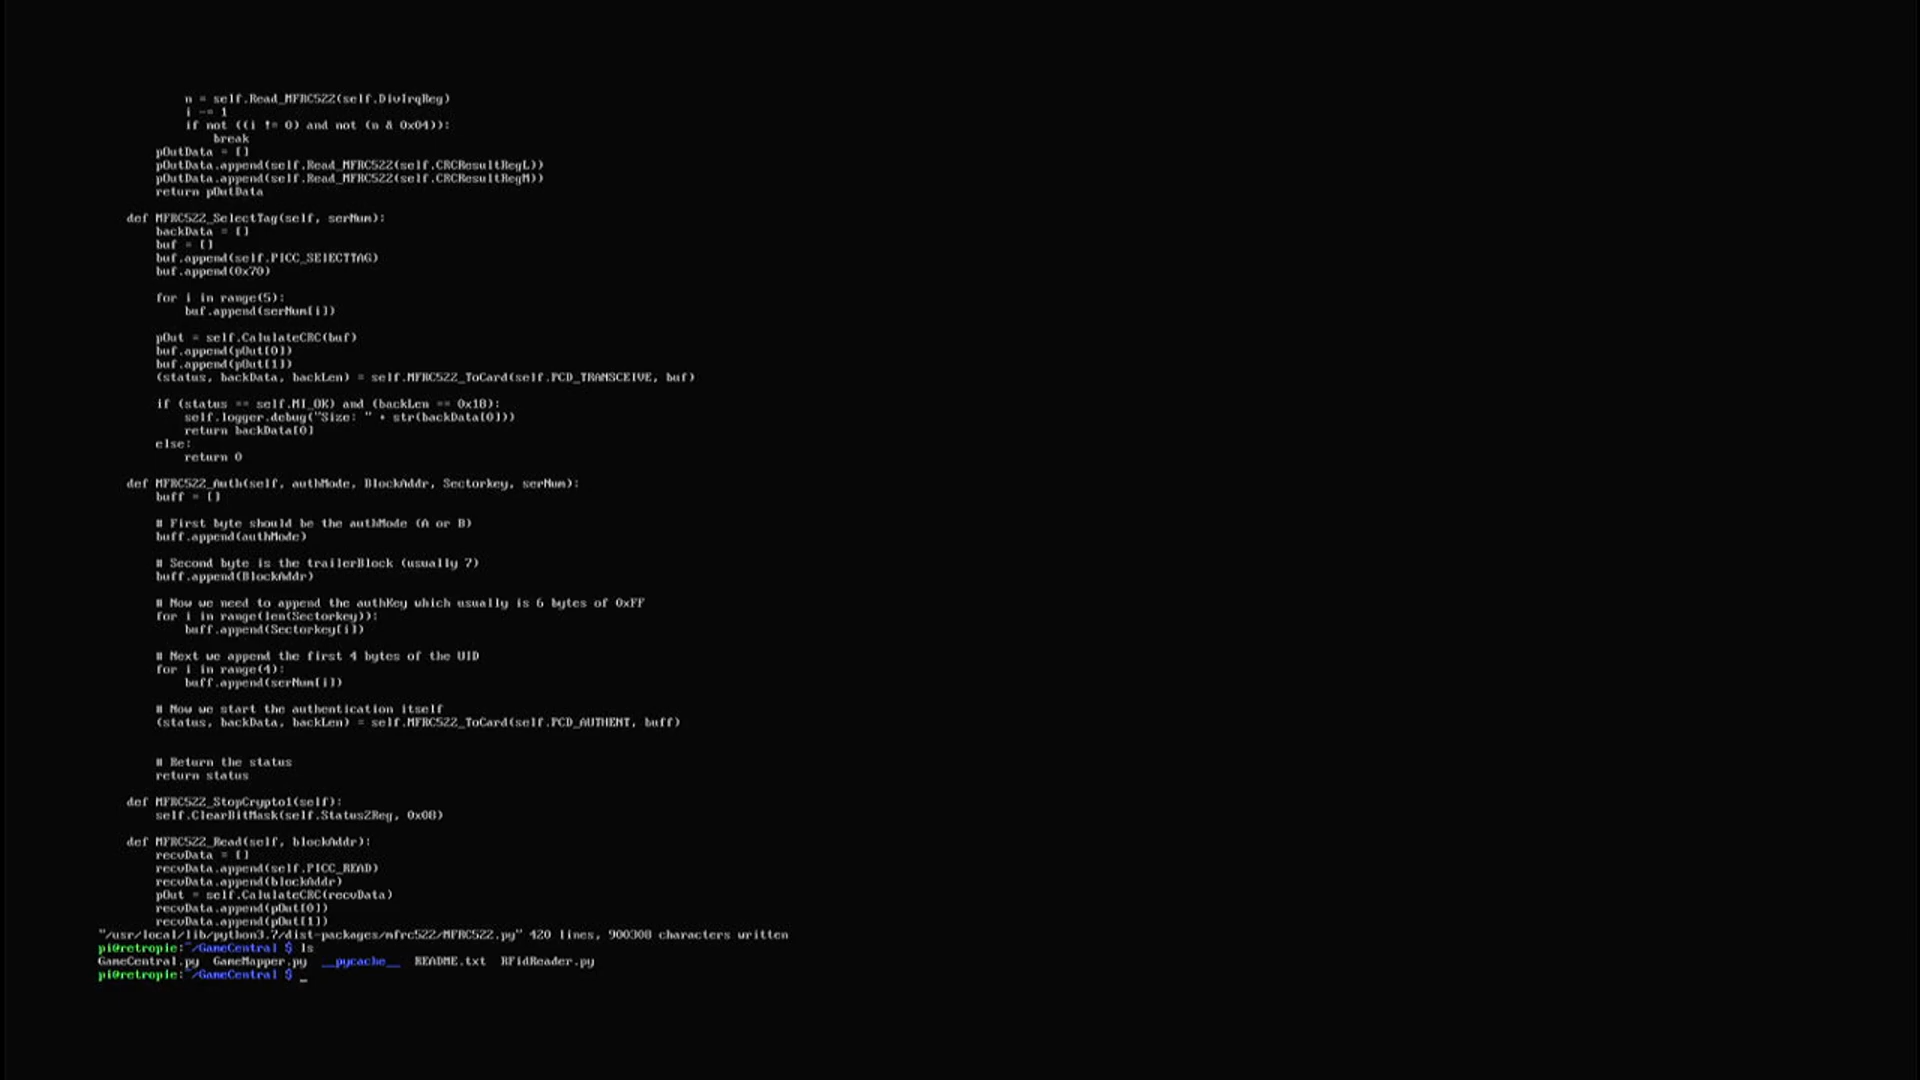 n = self.Read_MFRC522(self.DivIrqReg)
i -= 1
if not ((i != 0) and not (n & 0x04)):
break
pOutData = []
pOutData.append(self.Read_MFRC522(self.CRCResultRegL))
pOutData.append(self.Read_MFRC522(self.CRCResultRegM))
return pOutData
def MFRC522_SelectTag(self, serNum):
backData = []
buf = []
buf.append(self.PICC_SElECTTAG)
buf.append(0x70)
for i in range(5):
buf.append(serNum[i])
pOut = self.CalulateCRC(buf)
buf.append(pOut[0])
buf.append(pOut[1])
(status, backData, backLen) = self.MFRC522_ToCard(self.PCD_TRANSCEIVE, buf)
if (status == self.MI_OK) and (backLen == 0x18):
self.logger.debug("Size: " + str(backData[0]))
return backData[0]
else:
return 0
def MFRC522_Auth(self, authMode, BlockAddr, Sectorkey, serNum):
buff = []
# First byte should be the authMode (A or B)
buff.append(authMode)
# Second byte is the trailerBlock (usually 7)
buff.append(BlockAddr)
# Now we need to append the authKey which usually is 6 bytes of 0xFF
for i in range(len(Sectorkey)):
buff.append(Sectorkey[i])
# Next we append the first 4 bytes of the UID
for i in range(4):
buff.append(serNum[i])
# Now we start the authentication itself
(status, backData, backLen) = self.MFRC522_ToCard(self.PCD_AUTHENT, buff)
# Return the status
return status
def MFRC522_StopCrypto1(self):
self.ClearBitMask(self.Status2Reg, 0x08)
def MFRC522_Read(self, blockAddr):
recvData = []
recvData.append(self.PICC_READ)
recvData.append(blockAddr)
pOut = self.CalulateCRC(recvData)
recvData.append(pOut[0])
recvData.append(pOut[1])
"/usr/local/lib/python3.7/dist-packages/mfrc522/MFRC522.py" 420 lines, 900308 characters written
pi@retropie:~/GameCentral $ ls
GameCentral.py GameMapper.py __pycache__ README.txt RFidReader.py
pi@retropie:~/GameCentral $ _